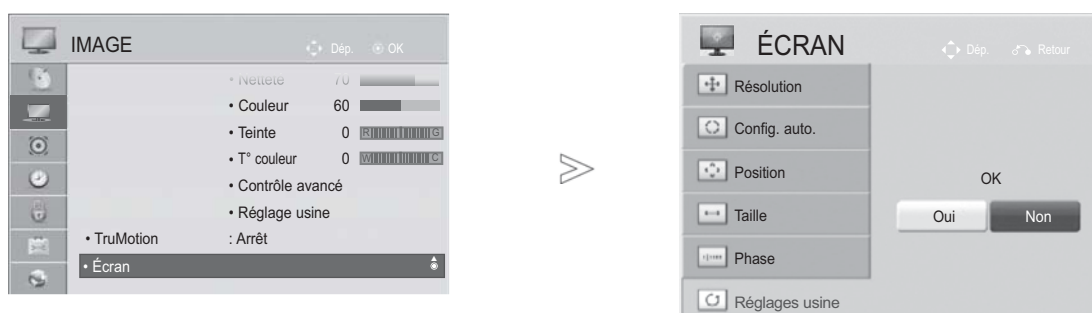 IMAGE
Dép. OK
• Netteté 70
• Couleur 60
• Teinte 0 R G
• T° couleur 0 W C
• Contrôle avancé
• Réglage usine
• TruMotion : Arrêt
• Écran
ÉCRAN
Dép. Retour
Résolution
Config. auto.
Position
Taille
Phase
Réglages usine
OK
Oui Non